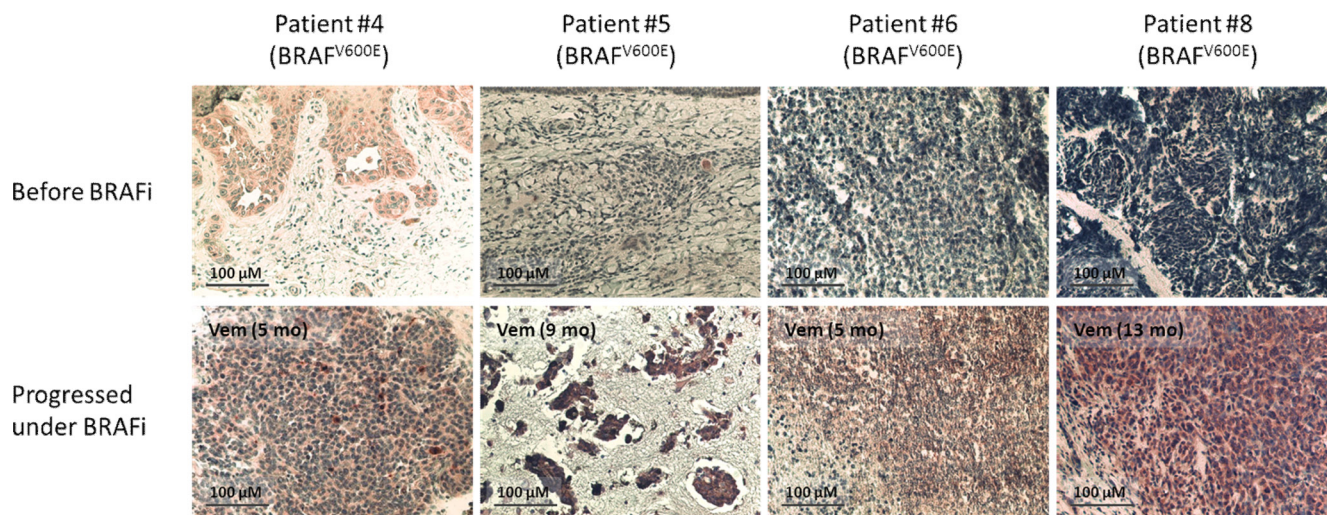 Patient #4
(BRAFV600E)
Patient #5
(BRAFV600E)
Patient #6
(BRAFV600E)
Patient #8
(BRAFV600E)
Before BRAFi
100 μM
100 μM
100 μM
100 μM
Progressed
under BRAFi
Vem (5 mo)
Vem (9 mo)
Vem (5 mo)
Vem (13 mo)
100 μM
100 μM
100 μM
100 μM